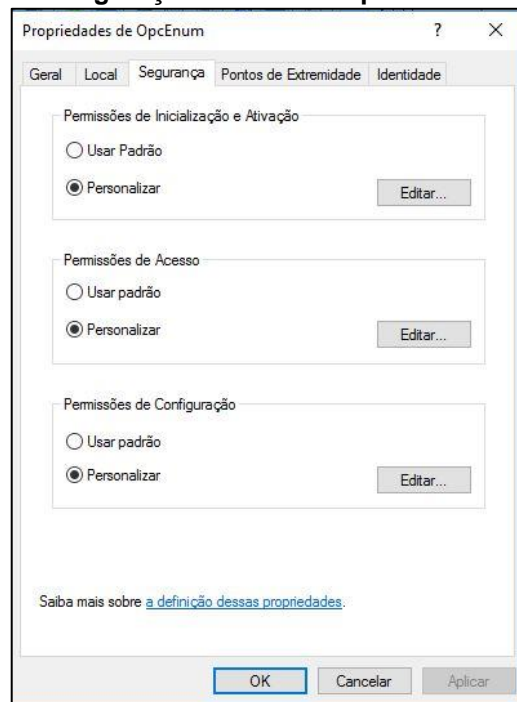 Propriedades de OpcEnum ? ×
Geral Local Segurança Pontos de Extremidade Identidade
Permissões de Inicialização e Ativação
Usar Padrão
Personalizar Editar...
Permissões de Acesso
Usar padrão
Personalizar Editar...
Permissões de Configuração
Usar padrão
Personalizar Editar...
Saiba mais sobre a definição dessas propriedades.
OK Cancelar Aplicar